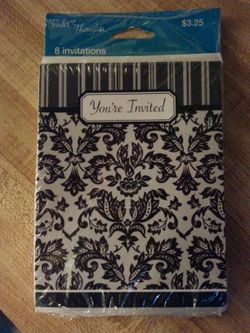 Tender Thoughts
$3.25
8 invitations
You're Invited